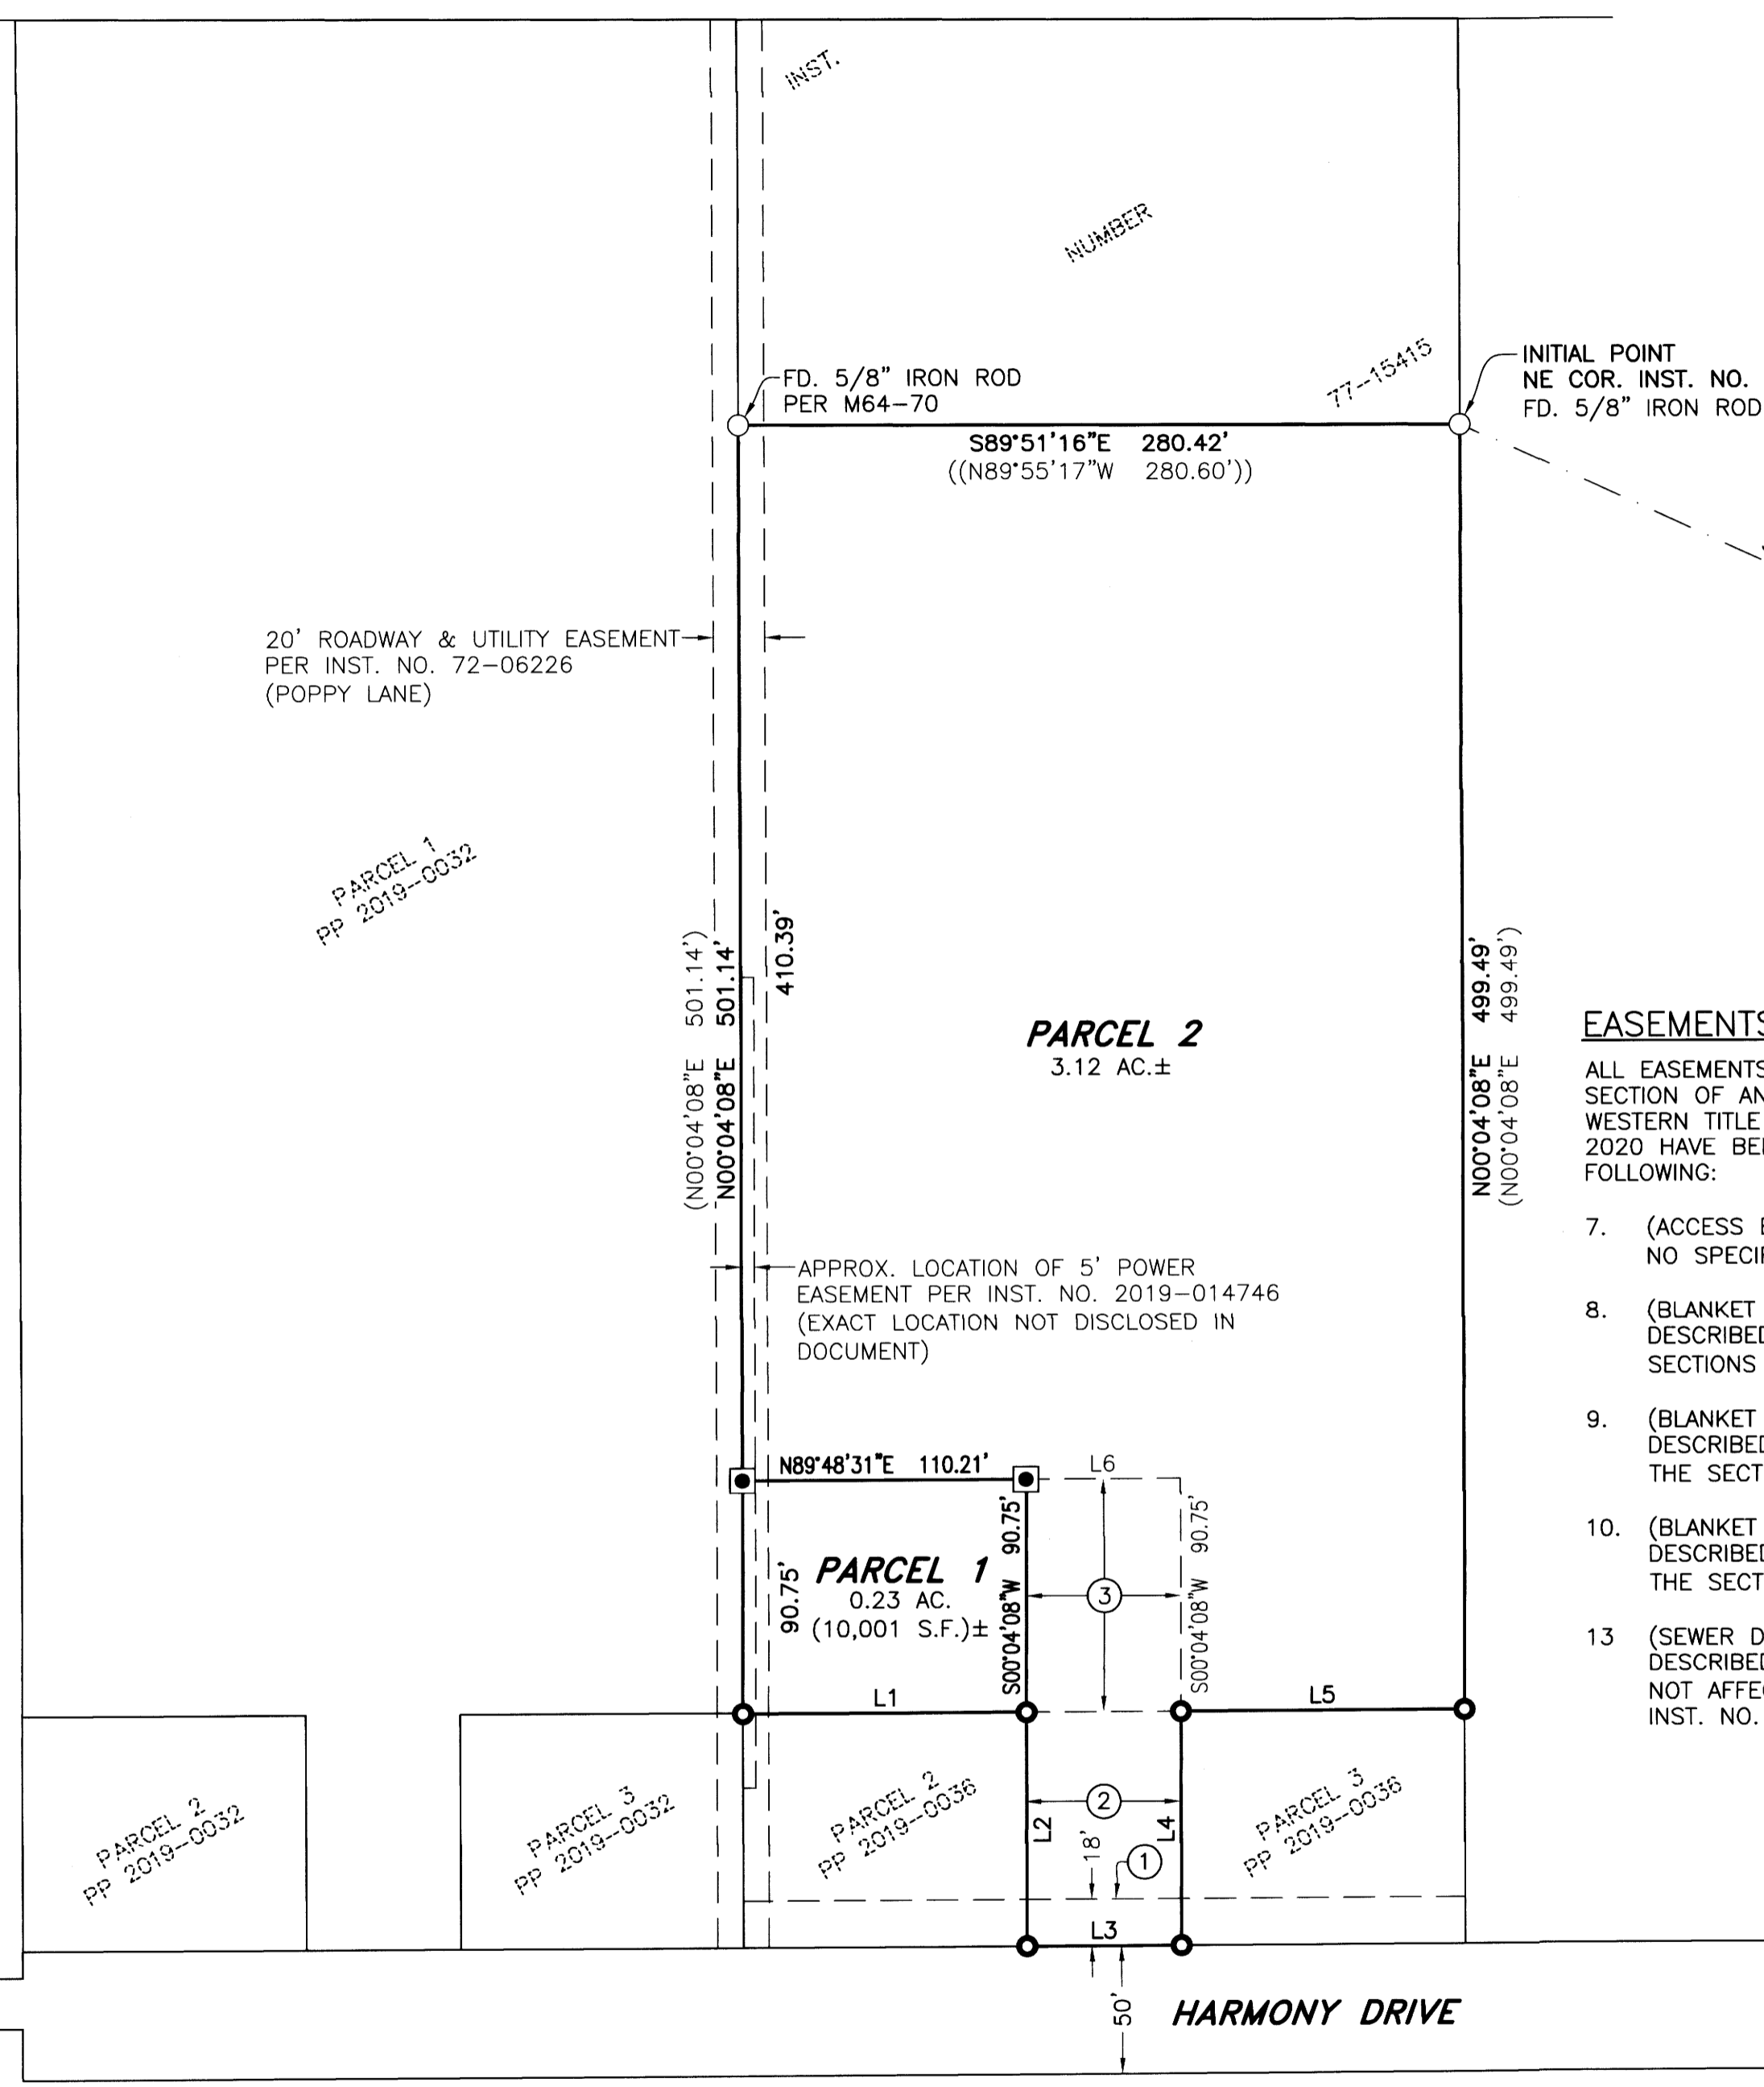 INST.
NUMBER
77-15415
FD. 5/8" IRON ROD
PER M64-70
INITIAL POINT
NE COR. INST. NO.
FD. 5/8" IRON ROD
S89°51'16"E 280.42'
((N89°55'17"W 280.60'))
20' ROADWAY & UTILITY EASEMENT
PER INST. NO. 72-06226
(POPPY LANE)
PARCEL 1
PP 2019-0032
(N00°04'08"E 501.14')
N00°04'08"E 501.14'
410.39'
PARCEL 2
3.12 AC.±
N00°04'08"E 499.49'
(N00°04'08"E 499.49')
APPROX. LOCATION OF 5' POWER
EASEMENT PER INST. NO. 2019-014746
(EXACT LOCATION NOT DISCLOSED IN
DOCUMENT)
N89°48'31"E 110.21'
L6
90.75'
PARCEL 1
0.23 AC.
(10,001 S.F.)±
S00°04'08"W 90.75'
3
S00°04'08"W 90.75'
L1
L5
PARCEL 2
PP 2019-0032
PARCEL 3
PP 2019-0032
PARCEL 2
PP 2019-0036
L2
2
L4
18'
1
PARCEL 3
PP 2019-0036
L3
50'
HARMONY DRIVE
EASEMENTS
ALL EASEMENTS
SECTION OF AN
WESTERN TITLE
2020 HAVE BE
FOLLOWING:
7. (ACCESS
NO SPECI
8. (BLANKET
DESCRIBED
SECTIONS
9. (BLANKET
DESCRIBED
THE SECT
10. (BLANKET
DESCRIBED
THE SECT
13 (SEWER D
DESCRIBED
NOT AFFE
INST. NO.